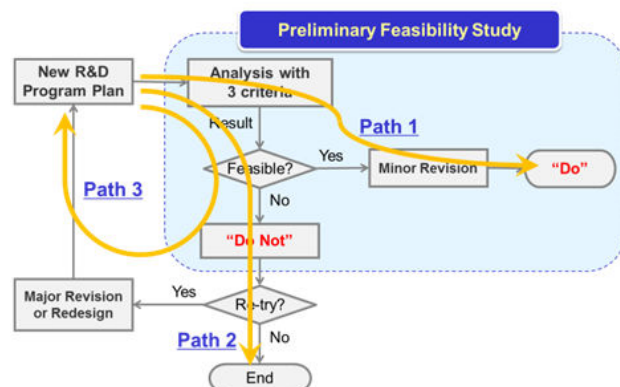 Preliminary Feasibility Study
New R&D
Program Plan
Analysis with
3 criteria
Result
Path 1
Feasible?
Yes
Minor Revision
“Do”
Path 3
No
“Do Not”
Major Revision
or Redesign
Yes
Re-try?
Path 2
No
End